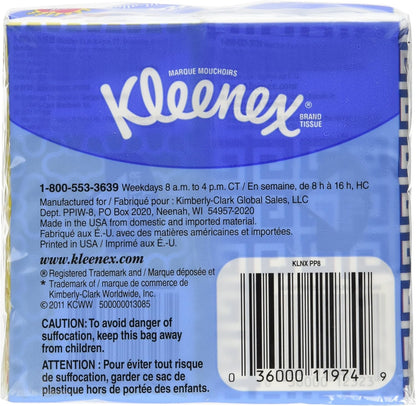 MARQUE MOUCHOIRS
Kleenex®
BRAND
TISSUE
1-800-553-3639 Weekdays 8 a.m. to 4 p.m. CT / En semaine, de 8 h à 16 h, HC
Manufactured for / Fabriqué pour : Kimberly-Clark Global Sales, LLC
Dept. PPIW-8, PO Box 2020, Neenah, WI 54957-2020
Made in the USA from domestic and imported material.
Fabriqué aux É.-U. avec des matières américaines et importées.
Printed in USA / Imprimé aux É.-U.
www.kleenex.com
® Registered Trademark and / Marque déposée et
* Trademark of / marque de commerce de
Kimberly-Clark Worldwide, Inc.
© 2011 KCWW 500000013085
KLNX PP8
CAUTION: To avoid danger of
suffocation, keep this bag away
from children.
ATTENTION : Pour éviter tout risque
de suffocation, garder ce sac de
plastique hors de portée des enfants.
0 36000 11974 9